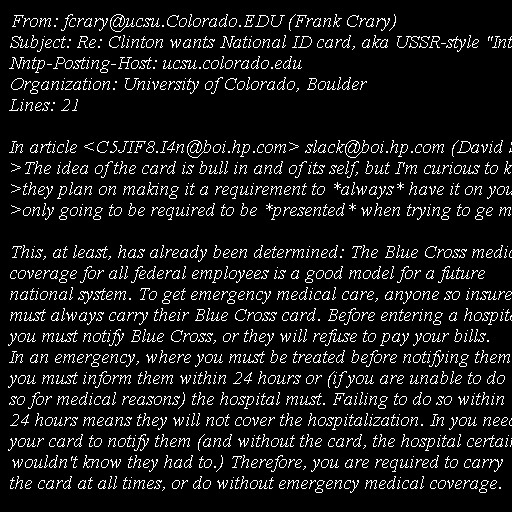 From: fcrary@ucsu.Colorado.EDU (Frank Crary)
Subject: Re: Clinton wants National ID card, aka USSR-style "Int
Nntp-Posting-Host: ucsu.colorado.edu
Organization: University of Colorado, Boulder
Lines: 21

In article <C5JIF8.I4n@boi.hp.com> slack@boi.hp.com (David S
>The idea of the card is bull in and of its self, but I'm curious to k
>they plan on making it a requirement to *always* have it on you
>only going to be required to be *presented* when trying to ge m

This, at least, has already been determined: The Blue Cross medic
coverage for all federal employees is a good model for a future
national system. To get emergency medical care, anyone so insure
must always carry their Blue Cross card. Before entering a hospita
you must notify Blue Cross, or they will refuse to pay your bills.
In an emergency, where you must be treated before notifying them
you must inform them within 24 hours or (if you are unable to do
so for medical reasons) the hospital must. Failing to do so within
24 hours means they will not cover the hospitalization. In you need
your card to notify them (and without the card, the hospital certain
wouldn't know they had to.) Therefore, you are required to carry
the card at all times, or do without emergency medical coverage.